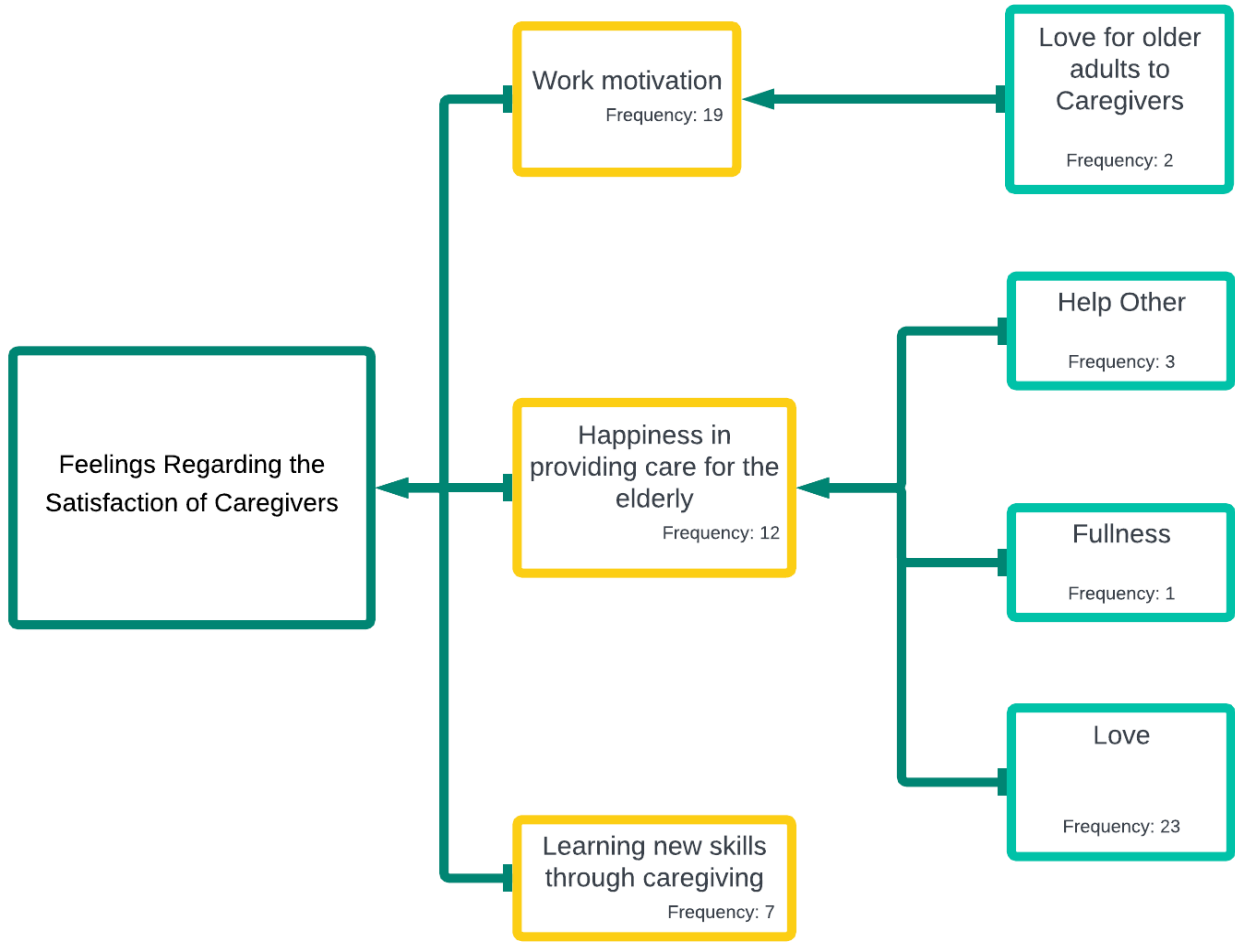 Work motivation
Frequency: 19
Love for older
adults to
Caregivers
Frequency: 2
Help Other
Frequency: 3
Feelings Regarding the
Satisfaction of Caregivers
Happiness in
providing care for the
elderly
Frequency: 12
Fullness
Frequency: 1
Love
Frequency: 23
Learning new skills
through caregiving
Frequency: 7